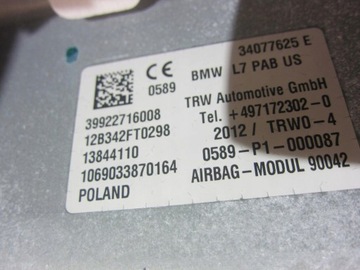 34077625 E
CE
0589
BMW L7 PAB US
TRW Automotive GmbH
Tel. +497172302-0
2012 / TRW0-4
0589-P1-000087
AIRBAG-MODUL 90042
39922716008
12B342FT0298
13844110
1069033870164
POLAND